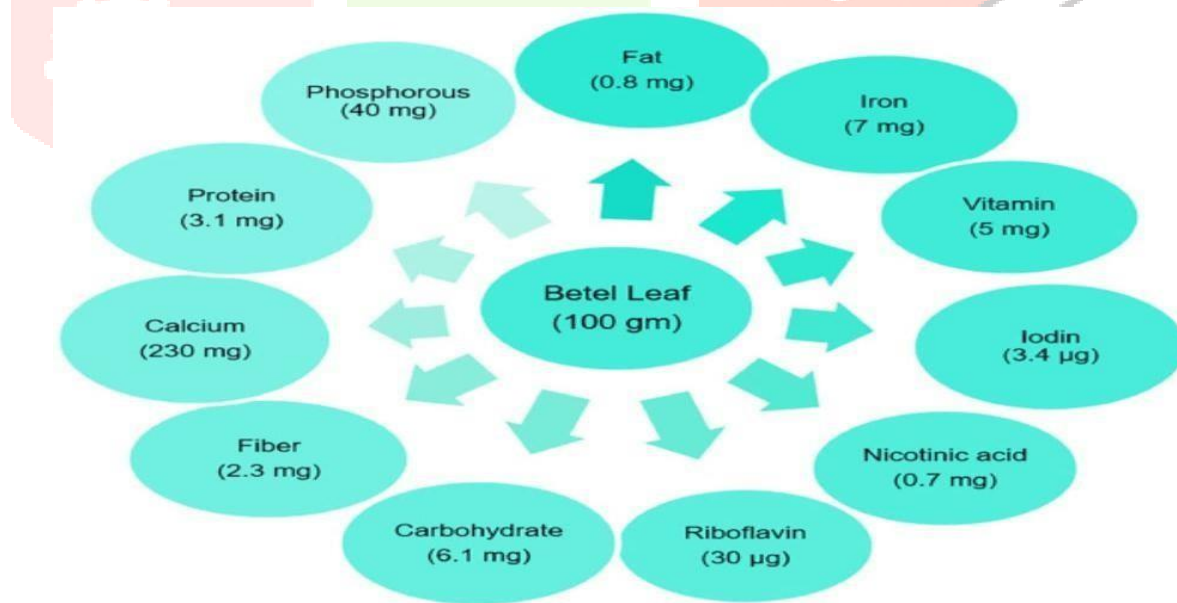 Fat
(0.8 mg)
Iron
(7 mg)
Vitamin
(5 mg)
Iodin
(3.4 µg)
Nicotinic acid
(0.7 mg)
Riboflavin
(30 µg)
Carbohydrate
(6.1 mg)
Fiber
(2.3 mg)
Calcium
(230 mg)
Protein
(3.1 mg)
Phosphorous
(40 mg)
Betel Leaf
(100 gm)